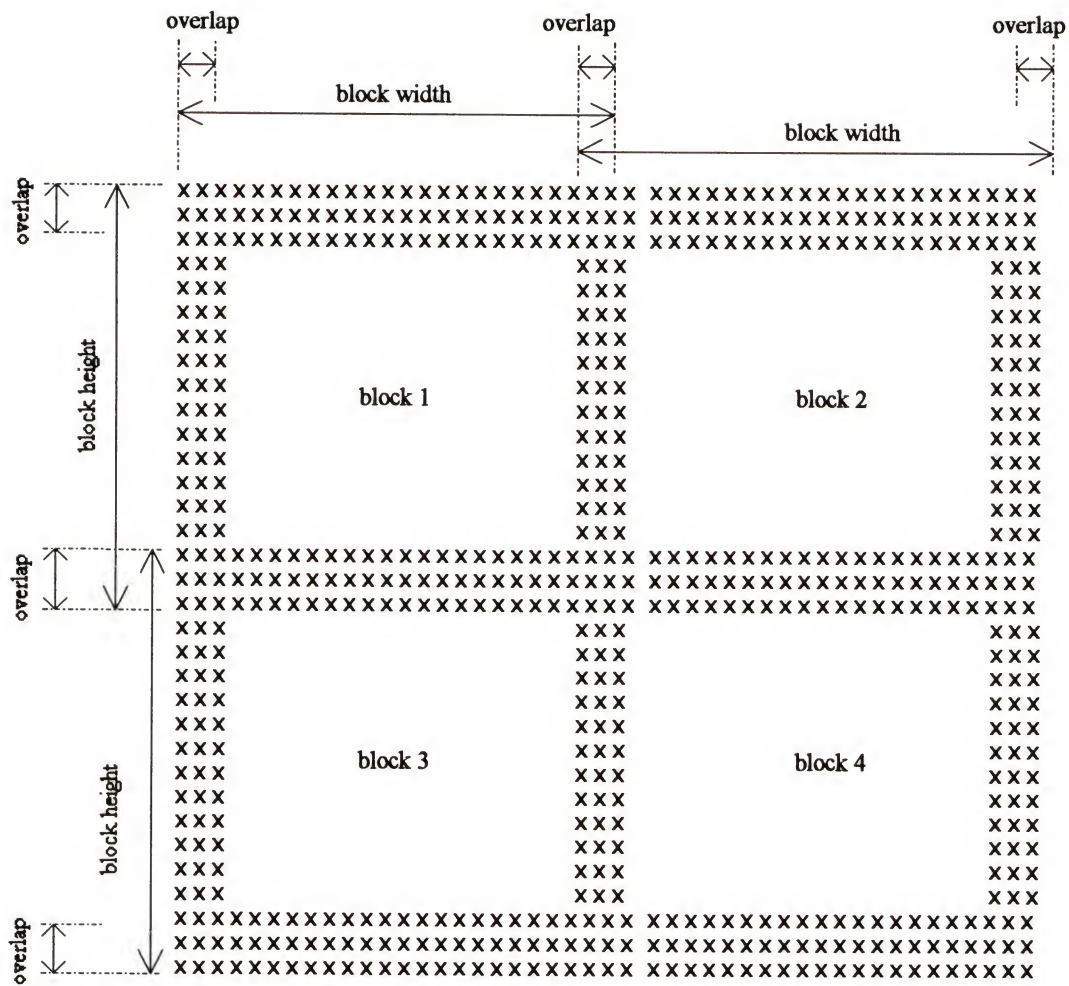 overlap
overlap
overlap
block width
block width
overlap
block height
block 1
block 2
overlap
block height
block 3
block 4
overlap